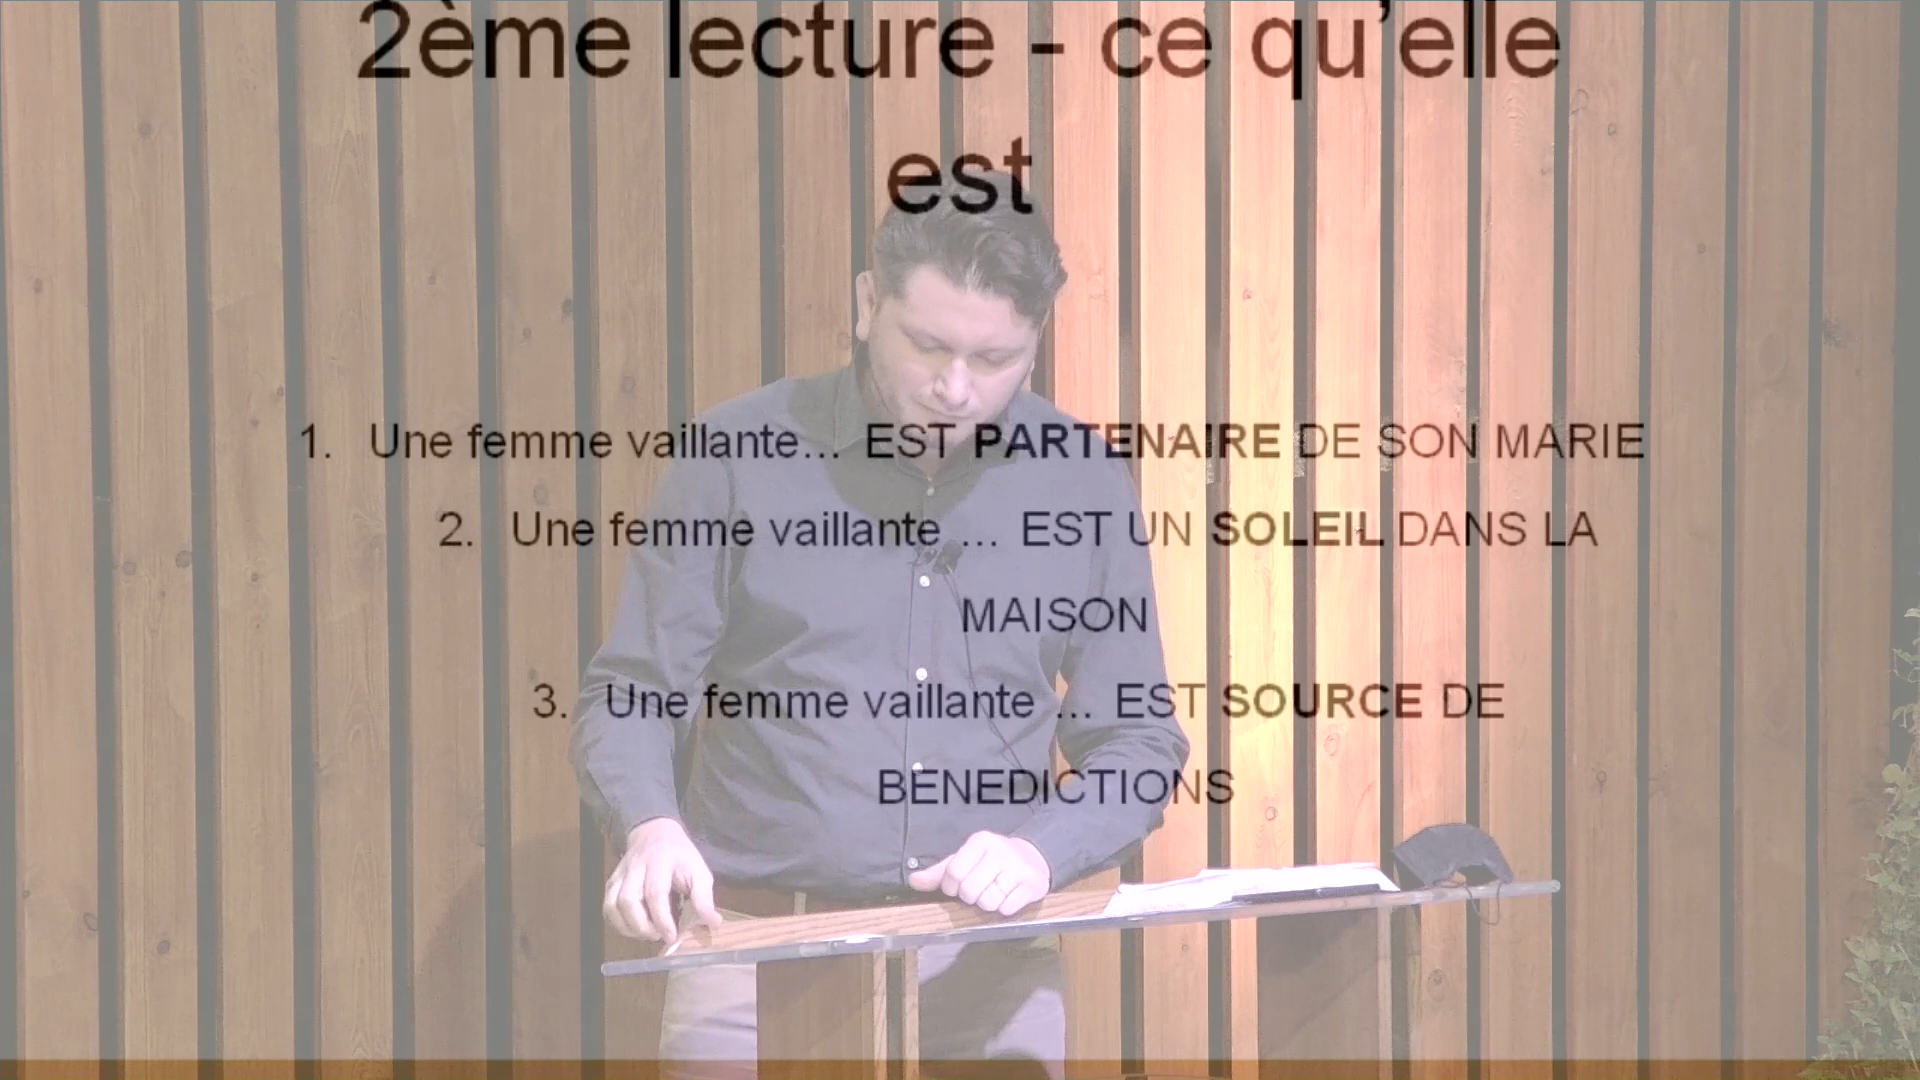 2ème lecture - ce qu’elle
est
1. Une femme vaillante... EST PARTENAIRE DE SON MARIE
2. Une femme vaillante ... EST UN SOLEIL DANS LA
MAISON
3. Une femme vaillante ... EST SOURCE DE
BENEDICTIONS